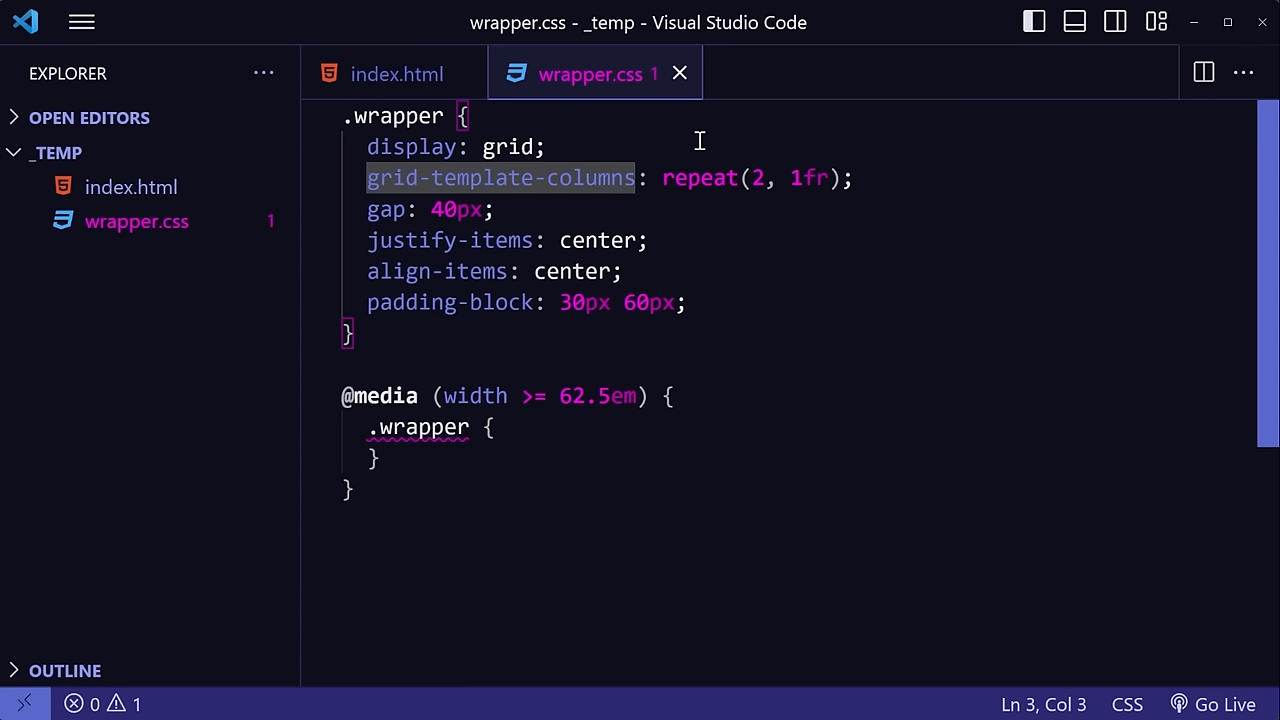 wrapper.css - _temp - Visual Studio Code
EXPLORER
index.html
wrapper.css 1
OPEN EDITORS
_TEMP
index.html
wrapper.css 1
.wrapper {
display: grid;
grid-template-columns: repeat(2, 1fr);
gap: 40px;
justify-items: center;
align-items: center;
padding-block: 30px 60px;
}
@media (width >= 62.5em) {
.wrapper {
}
}
OUTLINE
0 1
Ln 3, Col 3 CSS Go Live